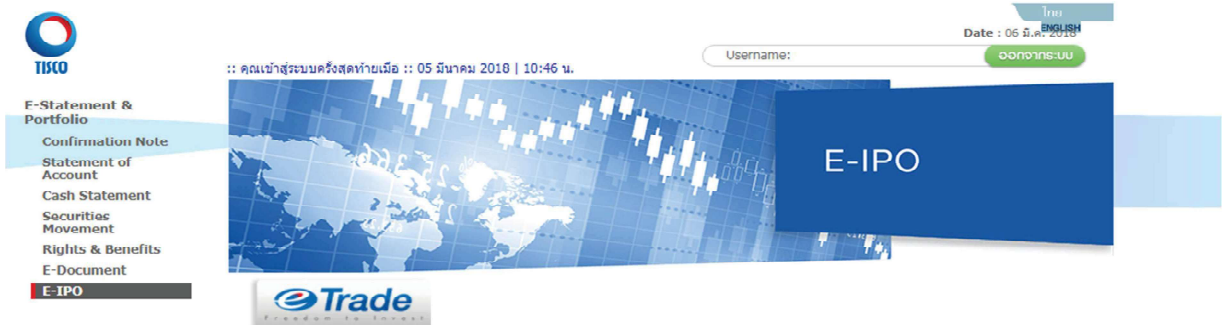 ไทย
ENGLISH
Date : 06 มี.ค. 2018
TISCO
Username:
ออกจากระบบ
:: คุณเข้าสู่ระบบครั้งสุดท้ายเมื่อ :: 05 มีนาคม 2018 | 10:46 น.
E-Statement &
Portfolio
Confirmation Note
Statement of
Account
Cash Statement
Securities
Movement
Rights & Benefits
E-Document
E-IPO
E-IPO
eTrade
Freedom to Invest